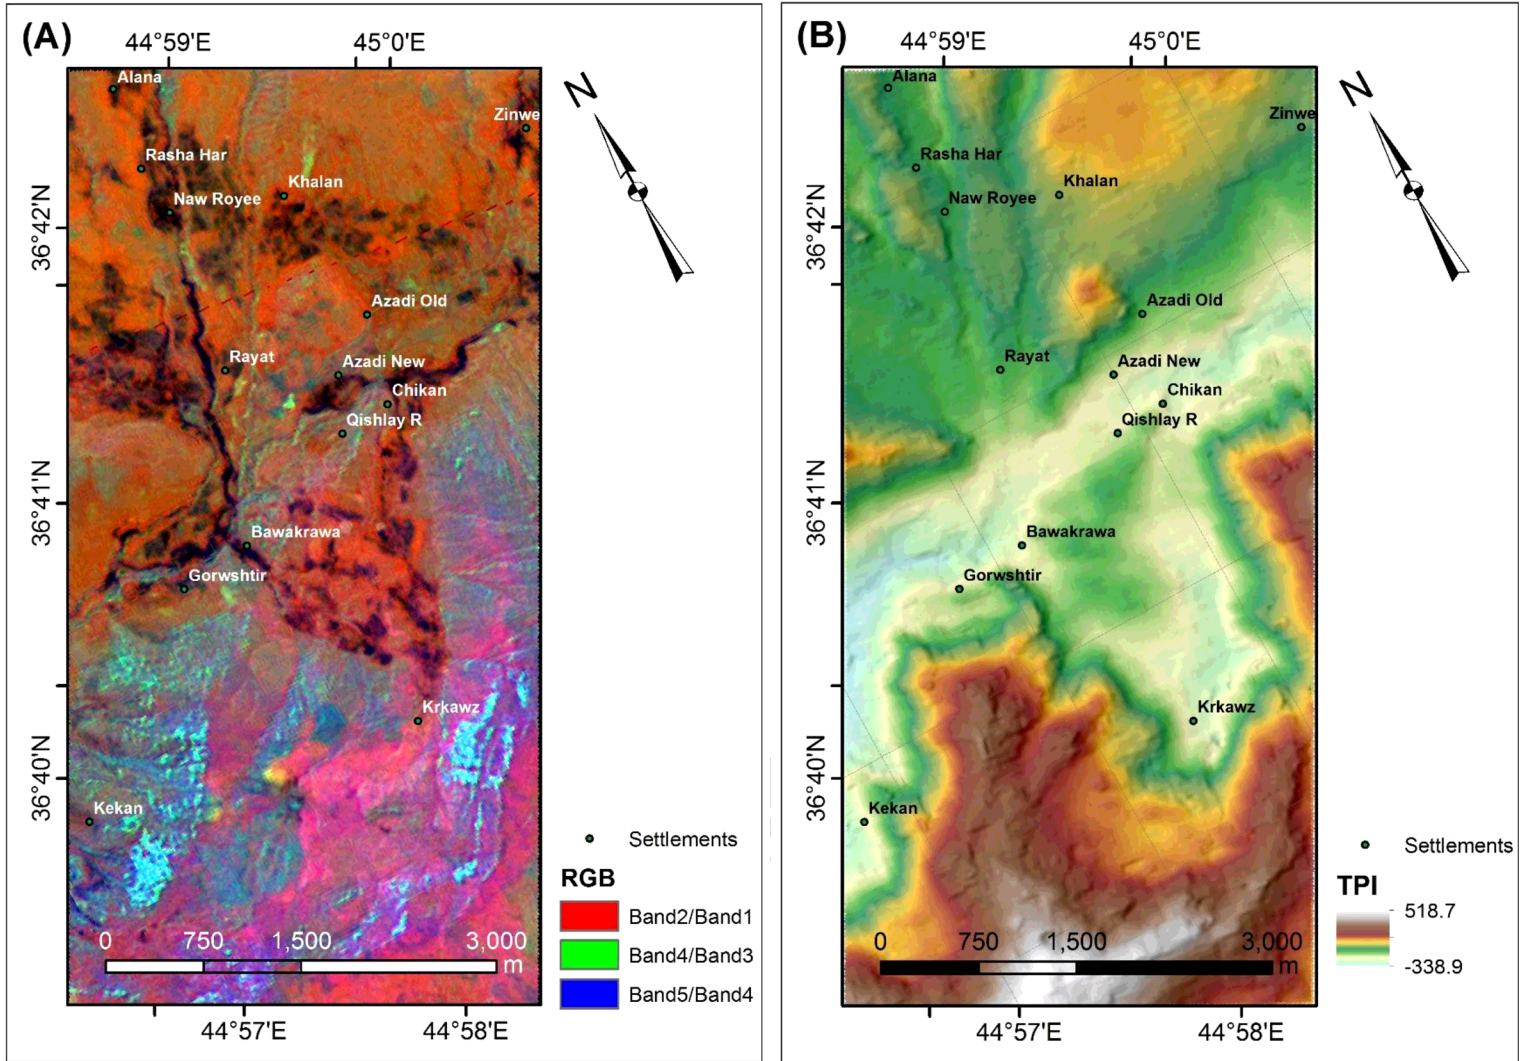 (A)
44°59'E
45°0'E
N
Alana
Zinwe
Rasha Har
Khalan
Naw Royee
36°42'N
Azadi Old
Rayat
Azadi New
Chikan
Qishlay R
36°41'N
Bawakrawa
Gorwshtir
Krkawz
36°40'N
Kekan
Settlements
RGB
Band2/Band1
Band4/Band3
Band5/Band4
0 750 1,500 3,000
m
44°57'E
44°58'E
(B)
44°59'E
45°0'E
N
Alana
Zinwe
Rasha Har
Khalan
Naw Royee
36°42'N
Azadi Old
Rayat
Azadi New
Chikan
Qishlay R
36°41'N
Bawakrawa
Gorwshtir
Krkawz
36°40'N
Kekan
Settlements
TPI
518.7
-338.9
0 750 1,500 3,000
m
44°57'E
44°58'E